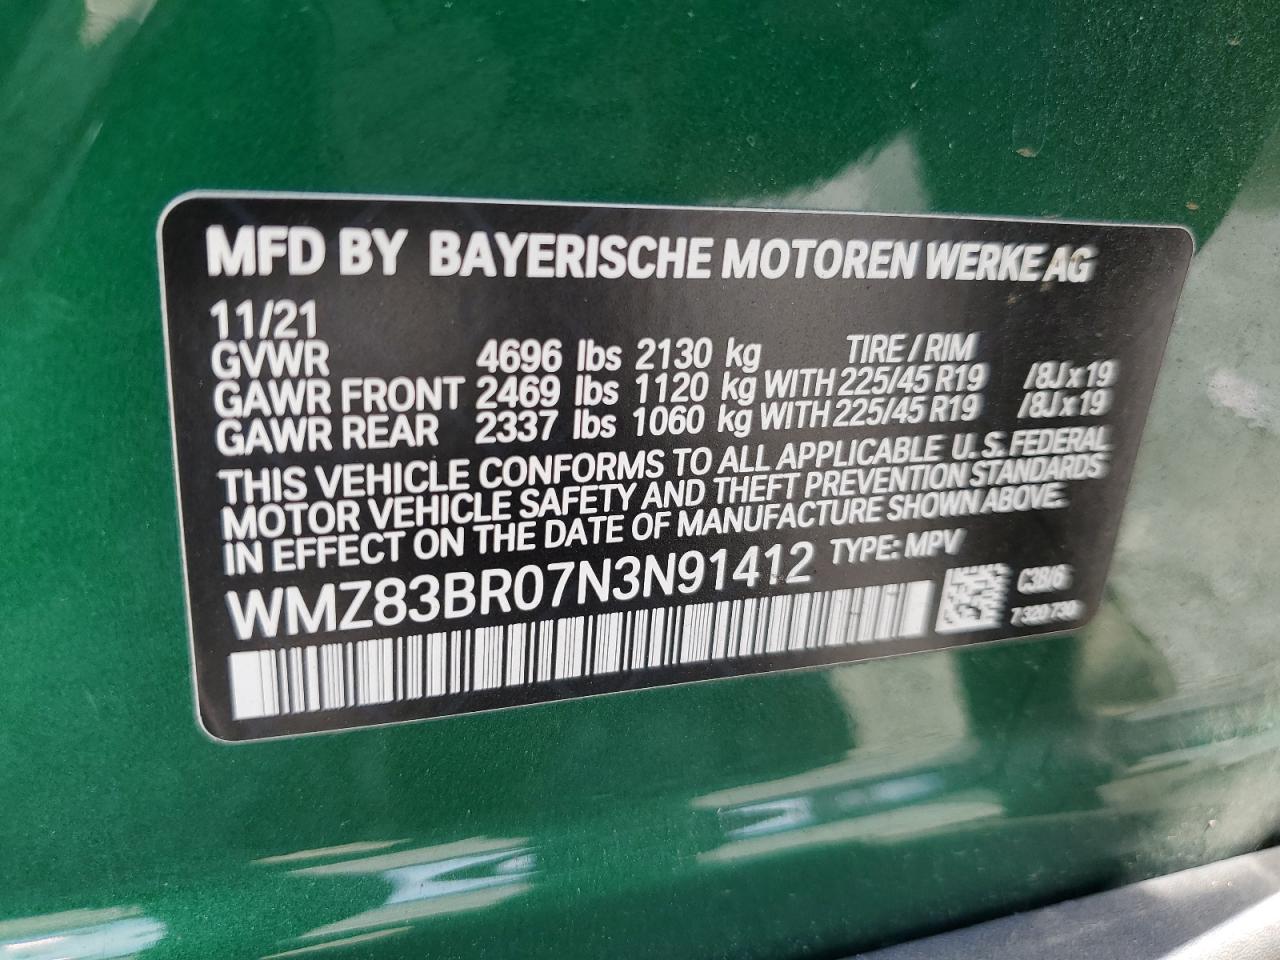 MFD BY BAYERISCHE MOTOREN WERKE AG
11/21
GVWR 4696 lbs 2130 kg TIRE / RIM
GAWR FRONT 2469 lbs 1120 kg WITH 225/45 R19 /8J x 19
GAWR REAR 2337 lbs 1060 kg WITH 225/45 R19 /8J x 19
THIS VEHICLE CONFORMS TO ALL APPLICABLE U.S. FEDERAL
MOTOR VEHICLE SAFETY AND THEFT PREVENTION STANDARDS
IN EFFECT ON THE DATE OF MANUFACTURE SHOWN ABOVE.
WMZ83BR07N3N91412 TYPE: MPV
C3B/6
7 320 730